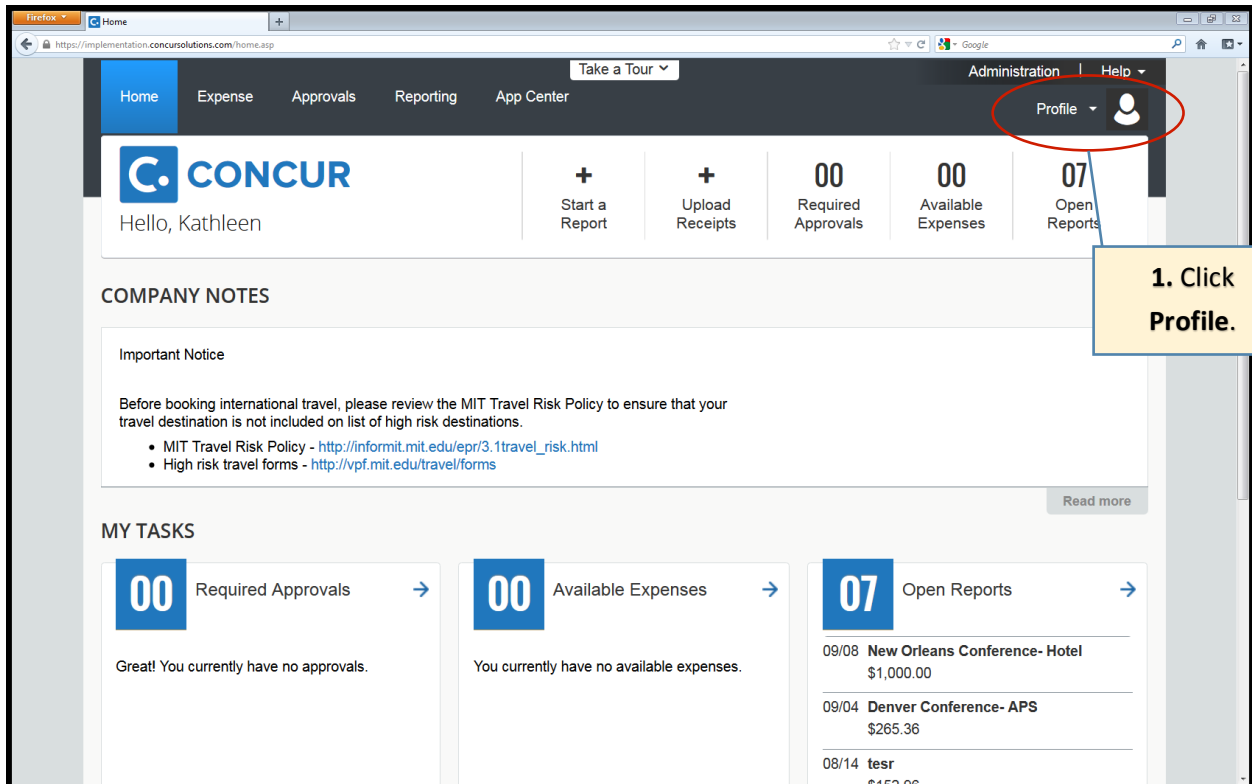 Firefox
Home
https://implementation.concursolutions.com/home.asp
Google
Take a Tour
Administration | Help
Home Expense Approvals Reporting App Center
Profile
C. CONCUR
Hello, Kathleen
+ Start a Report
+ Upload Receipts
00 Required Approvals
00 Available Expenses
07 Open Reports
1. Click
Profile.
COMPANY NOTES
Important Notice
Before booking international travel, please review the MIT Travel Risk Policy to ensure that your
travel destination is not included on list of high risk destinations.
• MIT Travel Risk Policy - http://informit.mit.edu/epr/3.1travel_risk.html
• High risk travel forms - http://vpf.mit.edu/travel/forms
Read more
MY TASKS
00 Required Approvals
Great! You currently have no approvals.
00 Available Expenses
You currently have no available expenses.
07 Open Reports
09/08 New Orleans Conference- Hotel
$1,000.00
09/04 Denver Conference- APS
$265.36
08/14 tesr